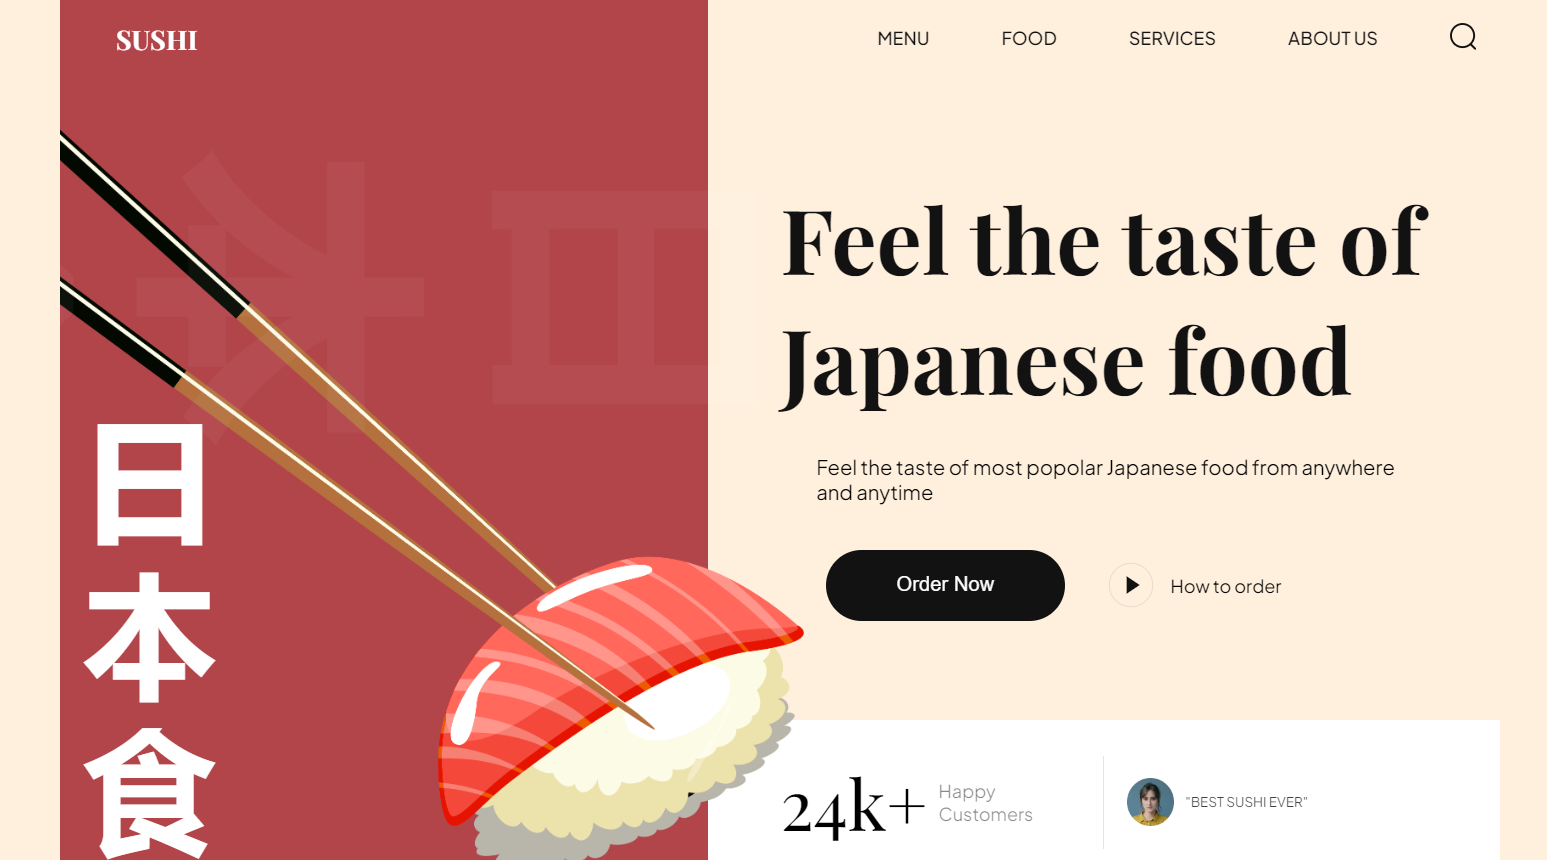 SUSHI
MENU FOOD SERVICES ABOUT US
日本
日本食
Feel the taste of
Japanese food
Feel the taste of most popolar Japanese food from anywhere
and anytime
Order Now How to order
24k+ Happy
Customers
"BEST SUSHI EVER"